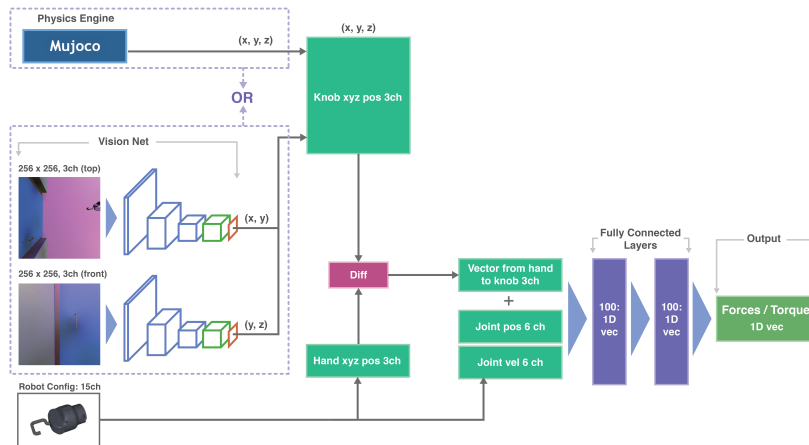 Physics Engine
Mujoco
(x, y, z)
(x, y, z)
Knob xyz pos 3ch
OR
Vision Net
256 x 256, 3ch (top)
(x, y)
256 x 256, 3ch (front)
(y, z)
Diff
Hand xyz pos 3ch
Vector from hand
to knob 3ch
+
Joint pos 6 ch
Joint vel 6 ch
Fully Connected
Layers
100:
1D
vec
100:
1D
vec
Output
Forces / Torque
1D vec
Robot Config: 15ch